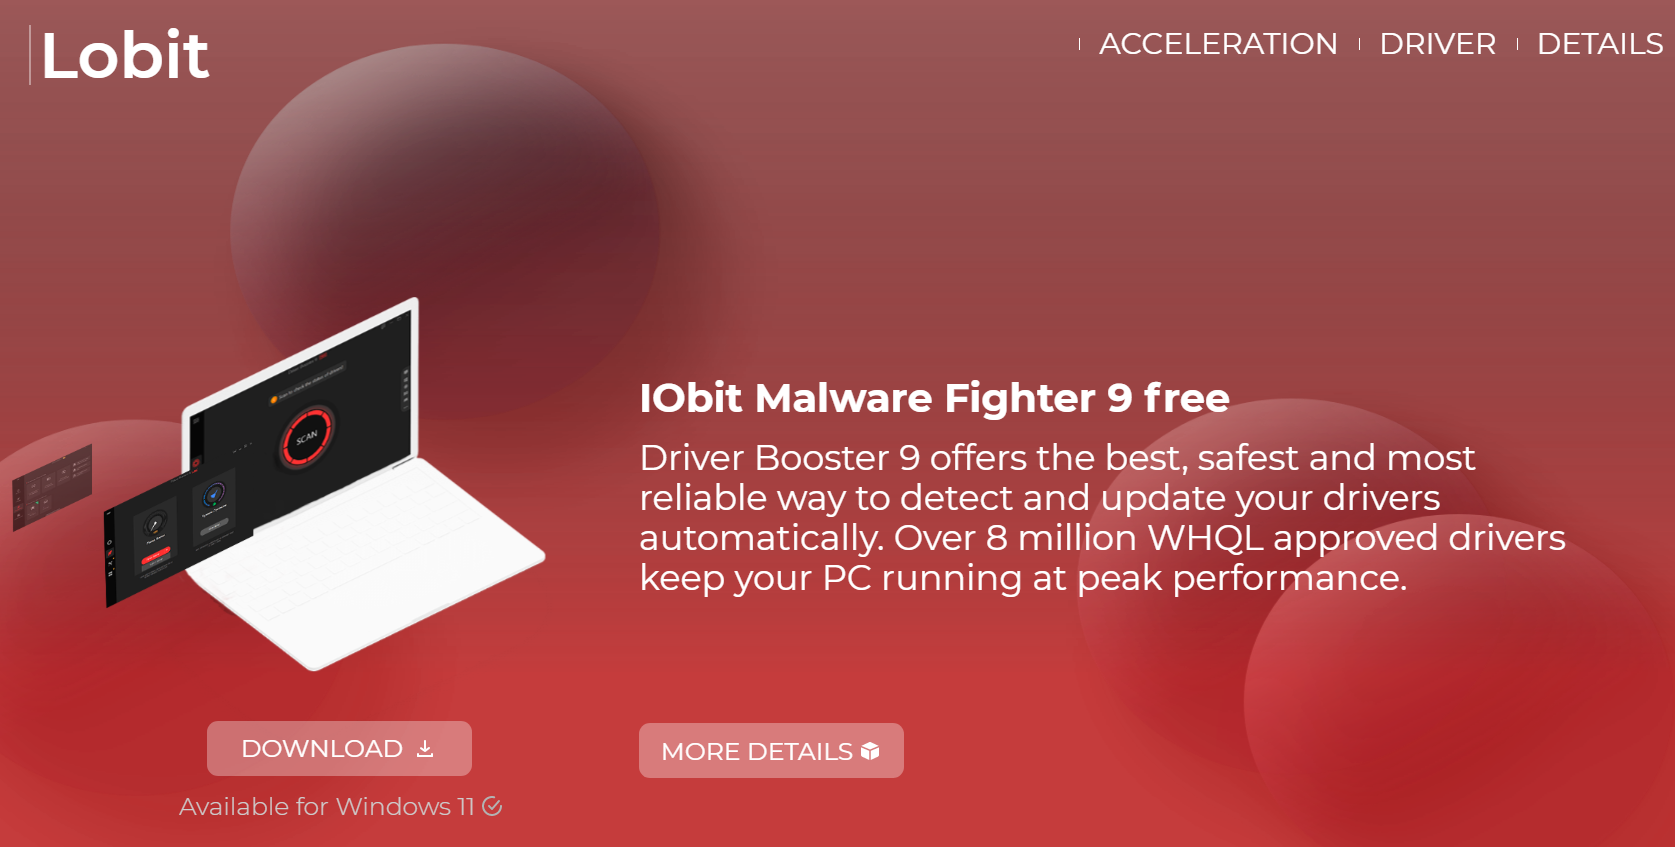 Lobit
ACCELERATION
DRIVER
DETAILS
SCAN
IObit Malware Fighter 9 free
Driver Booster 9 offers the best, safest and most
reliable way to detect and update your drivers
automatically. Over 8 million WHQL approved drivers
keep your PC running at peak performance.
DOWNLOAD
MORE DETAILS
Available for Windows 11